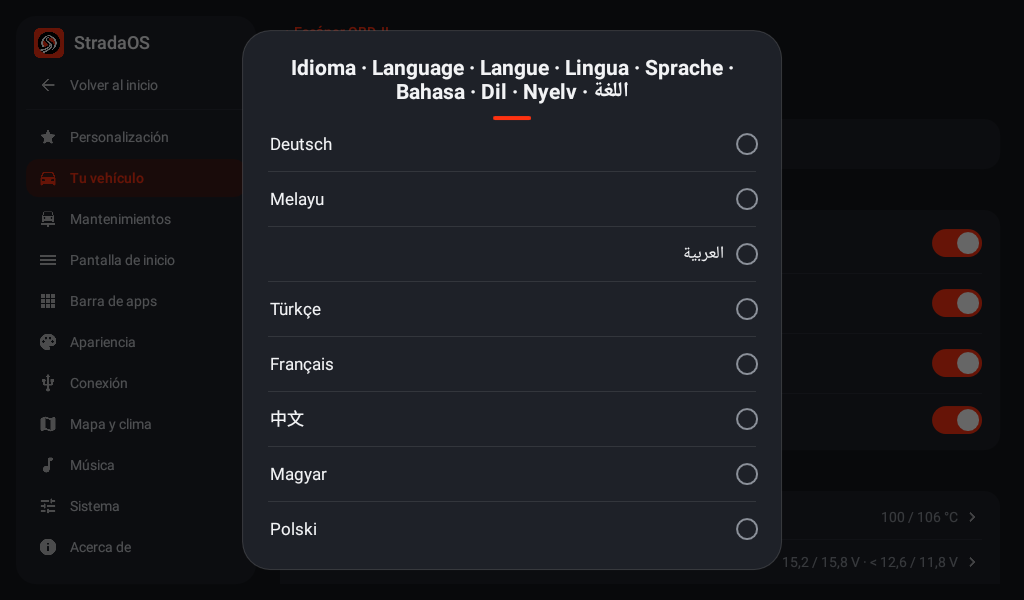 StradaOS
Volver al inicio
Personalización
Tu vehículo
Mantenimientos
Pantalla de inicio
Barra de apps
Apariencia
Conexión
Mapa y clima
Música
Sistema
Acerca de
Idioma · Language · Langue · Lingua · Sprache ·
Bahasa · Dil · Nyelv · اللغة
Deutsch
Melayu
العربية
Türkçe
Français
中文
Magyar
Polski
100 / 106 °C
15,2 / 15,8 V · < 12,6 / 11,8 V